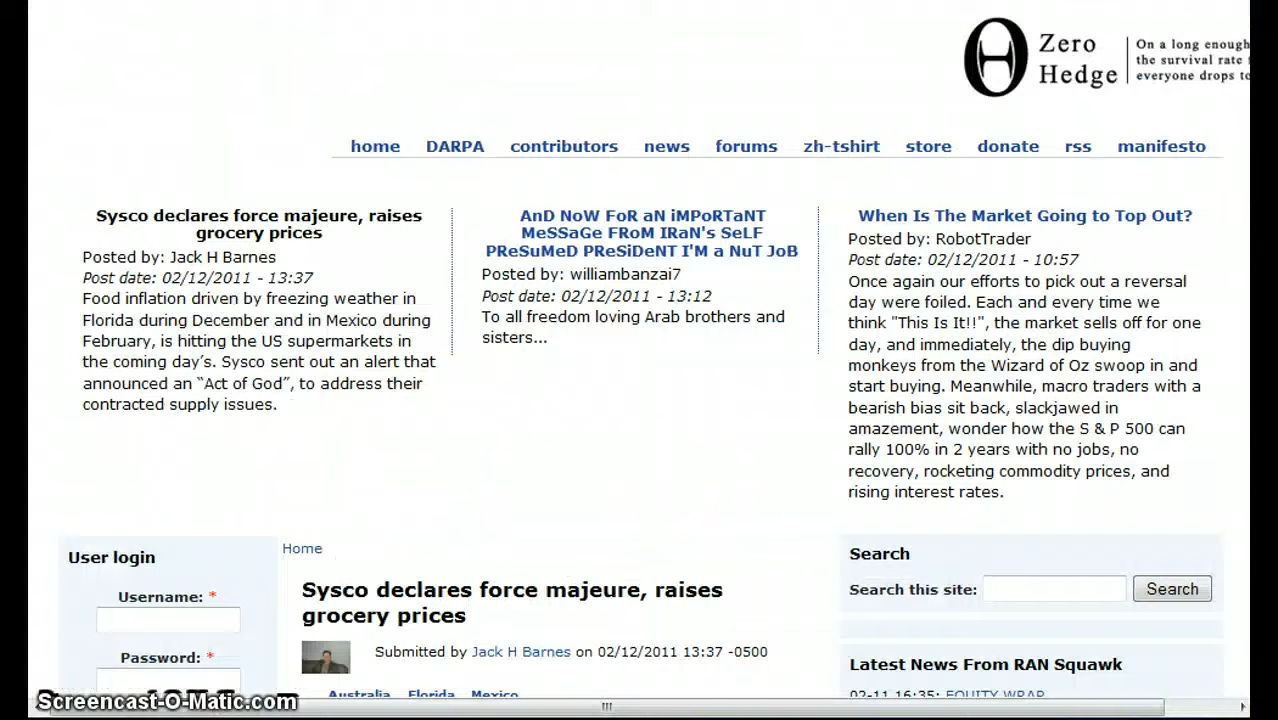 Zero
Hedge
On a long enough
the survival rate
everyone drops to
home DARPA contributors news forums zh-tshirt store donate rss manifesto
Sysco declares force majeure, raises
grocery prices
Posted by: Jack H Barnes
Post date: 02/12/2011 - 13:37
Food inflation driven by freezing weather in
Florida during December and in Mexico during
February, is hitting the US supermarkets in
the coming day’s. Sysco sent out an alert that
announced an “Act of God”, to address their
contracted supply issues.
AnD NoW FoR aN iMPoRTaNT
MeSSaGe FRoM IRaN's SeLF
PReSuMeD PReSiDeNT I'M a NuT JoB
Posted by: williambanzai7
Post date: 02/12/2011 - 13:12
To all freedom loving Arab brothers and
sisters...
When Is The Market Going to Top Out?
Posted by: RobotTrader
Post date: 02/12/2011 - 10:57
Once again our efforts to pick out a reversal
day were foiled. Each and every time we
think "This Is It!!", the market sells off for one
day, and immediately, the dip buying
monkeys from the Wizard of Oz swoop in and
start buying. Meanwhile, macro traders with a
bearish bias sit back, slackjawed in
amazement, wonder how the S & P 500 can
rally 100% in 2 years with no jobs, no
recovery, rocketing commodity prices, and
rising interest rates.
User login
Username: *
Password: *
Home
Sysco declares force majeure, raises
grocery prices
Submitted by Jack H Barnes on 02/12/2011 13:37 -0500
Australia Florida Mexico
Search
Search this site:
Search
Latest News From RAN Squawk
02-11 16:35: EQUITY WRAP
Screencast-O-Matic.com